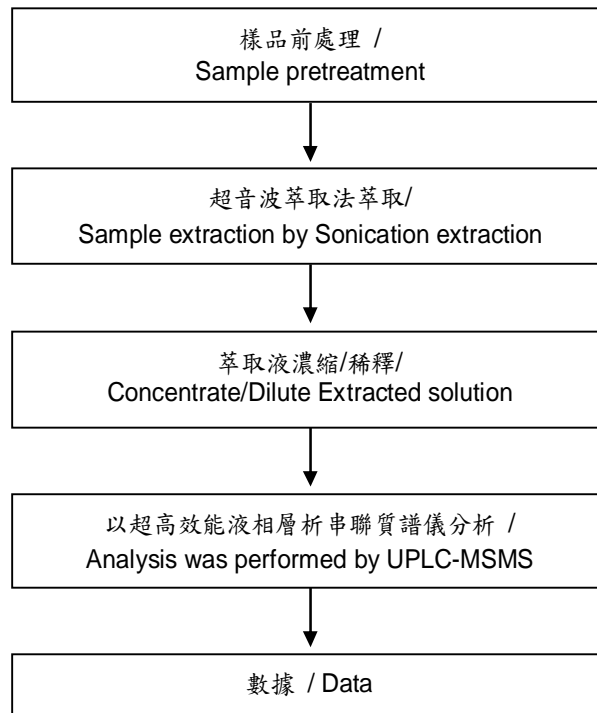 樣品前處理 /
Sample pretreatment
超音波萃取法萃取/
Sample extraction by Sonication extraction
萃取液濃縮/稀釋/
Concentrate/Dilute Extracted solution
以超高效能液相層析串聯質譜儀分析 /
Analysis was performed by UPLC-MSMS
數據 / Data